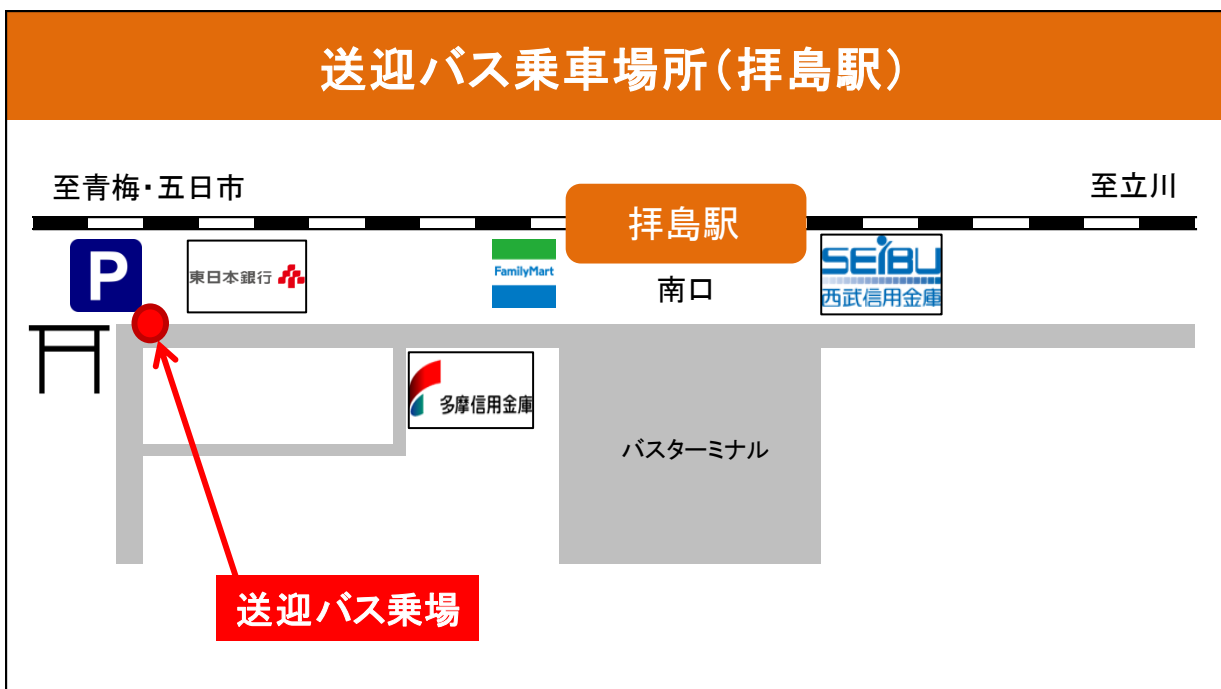 送迎バス乗車場所(拝島駅)
至青梅・五日市
至立川
拝島駅
P
東日本銀行
FamilyMart
南口
SEIBU
西武信用金庫
多摩信用金庫
バスターミナル
送迎バス乗場